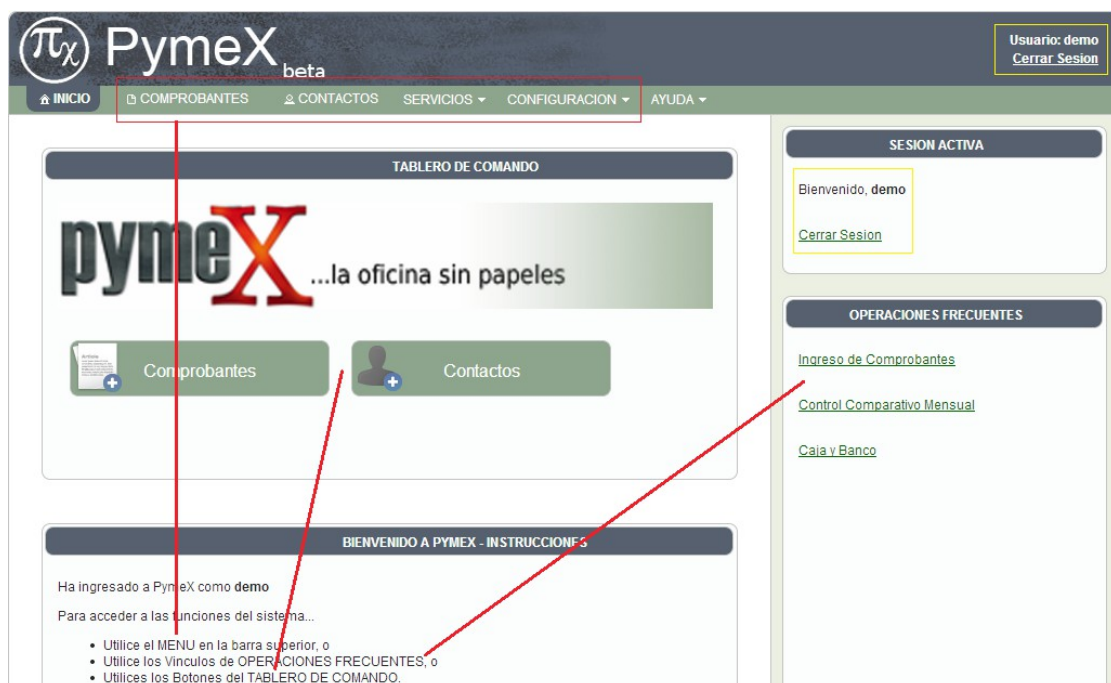 πχ PymeX beta
Usuario: demo
Cerrar Sesion
INICIO COMPROBANTES CONTACTOS SERVICIOS CONFIGURACION AYUDA
TABLERO DE COMANDO
pymeX ...la oficina sin papeles
Comprobantes Contactos
BIENVENIDO A PYMEX - INSTRUCCIONES
Ha ingresado a PymeX como demo
Para acceder a las funciones del sistema...
• Utilice el MENU en la barra superior, o
• Utilice los Vinculos de OPERACIONES FRECUENTES, o
• Utilices los Botones del TABLERO DE COMANDO.
SESION ACTIVA
Bienvenido, demo
Cerrar Sesion
OPERACIONES FRECUENTES
Ingreso de Comprobantes
Control Comparativo Mensual
Caja y Banco